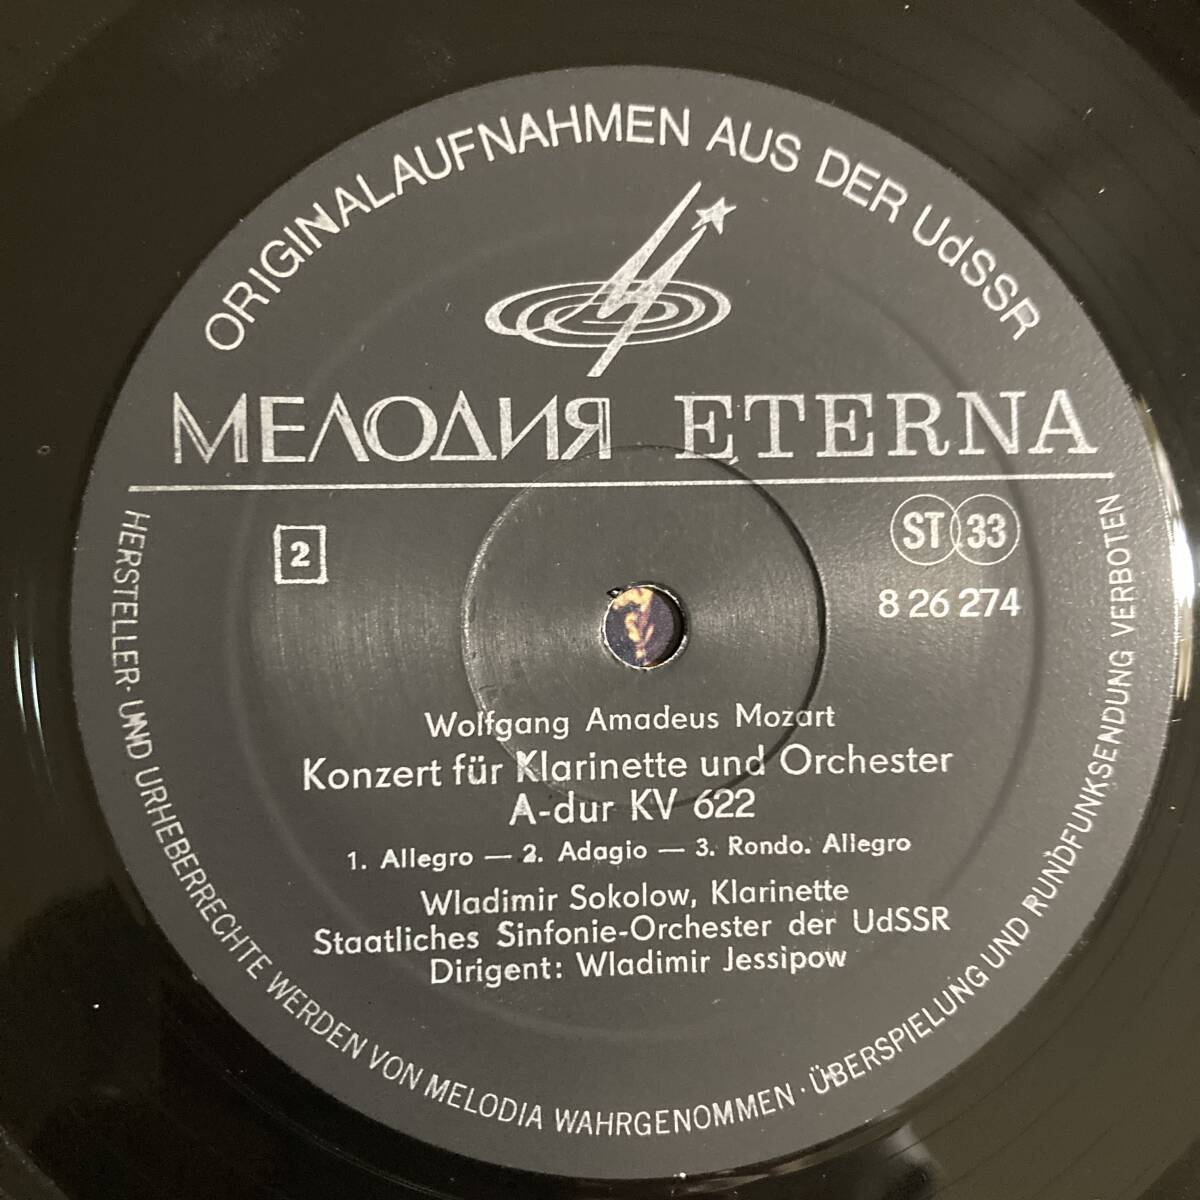 ORIGINALAUFNAHMEN AUS DER UdSSR
МЕЛОДИЯ ETERNA
2
ST 33
8 26 274
Wolfgang Amadeus Mozart
Konzert für Klarinette und Orchester
A-dur KV 622
1. Allegro — 2. Adagio — 3. Rondo. Allegro
Wladimir Sokolow, Klarinette
Staatliches Sinfonie-Orchester der UdSSR
Dirigent: Wladimir Jessipow
HERSTELLER- UND URHEBERRECHTE WERDEN VON MELODIA WAHRGENOMMEN · ÜBERSPIELUNG UND RUNDFUNKSENDUNG VERBOTEN